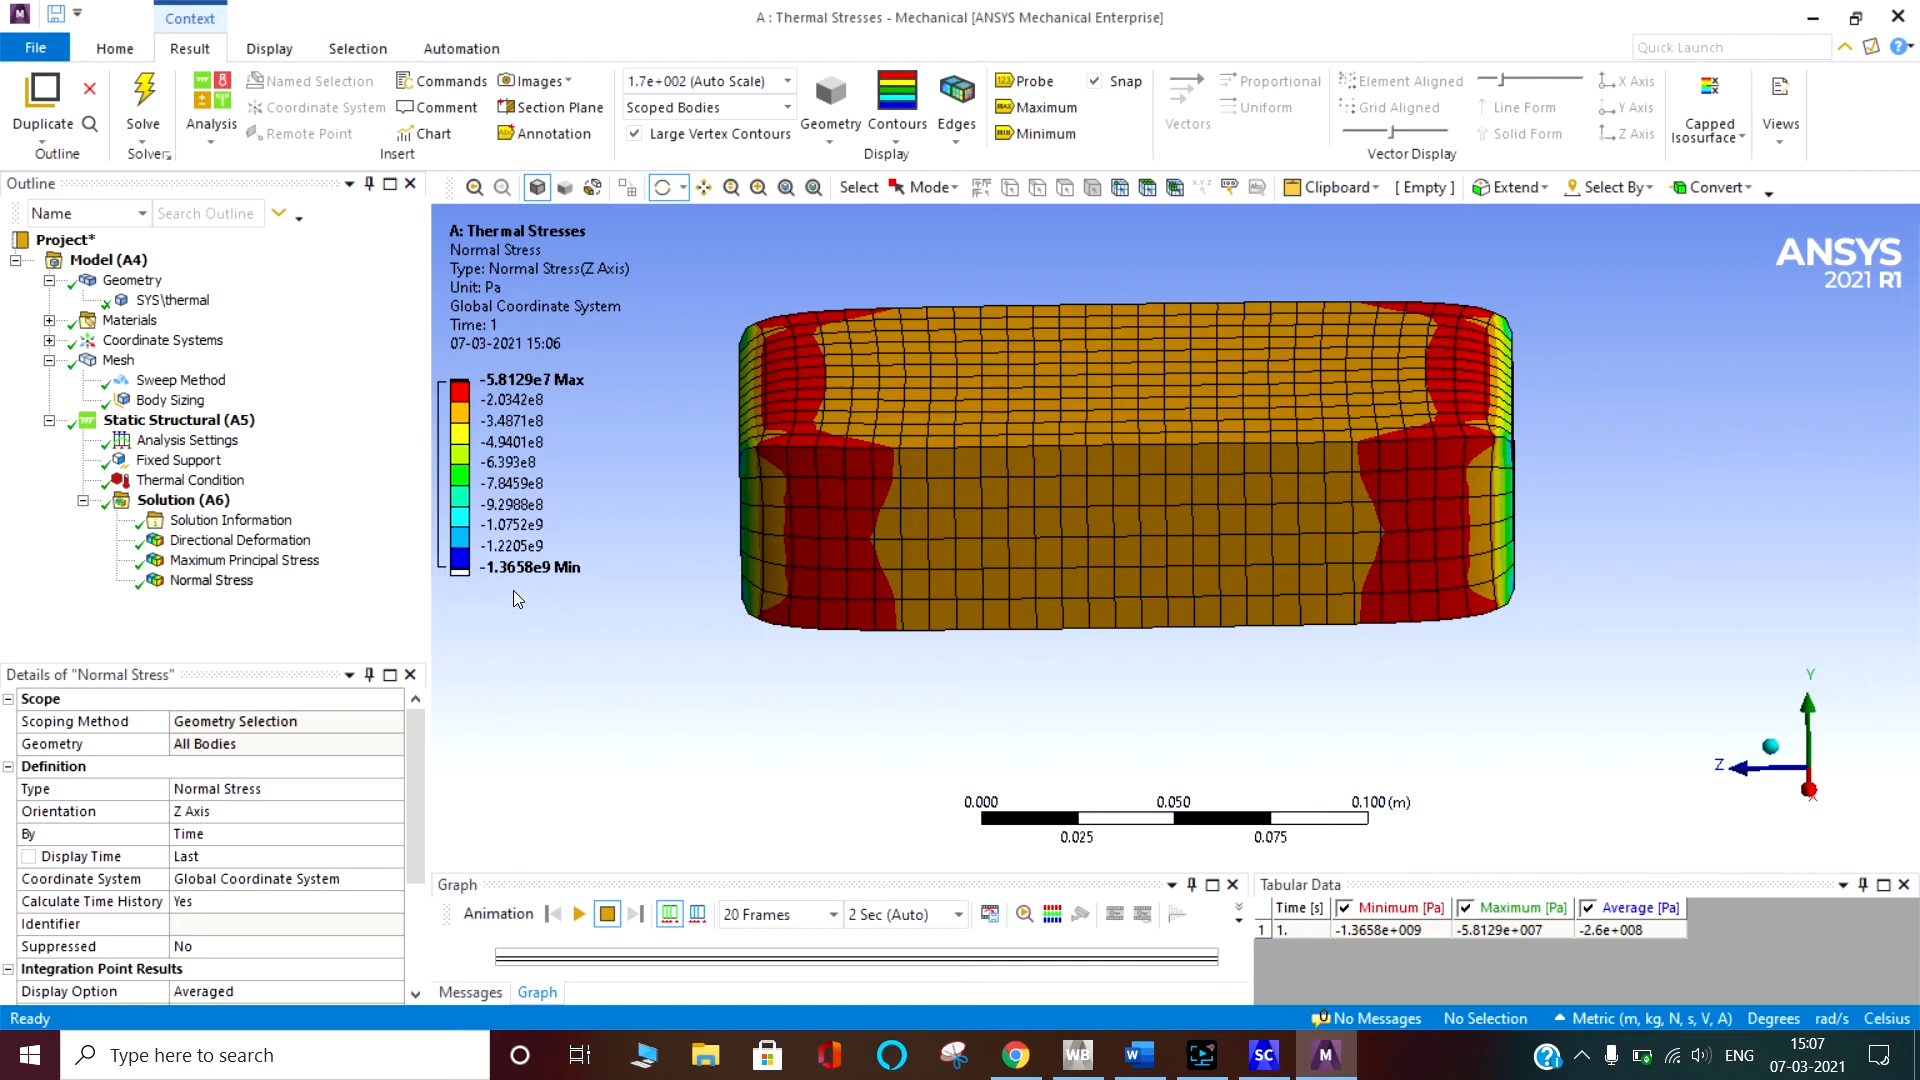 Context
A : Thermal Stresses - Mechanical [ANSYS Mechanical Enterprise]
File
Home
Result
Display
Selection
Automation
Quick Launch
Duplicate
Outline
Solve
Solver
Analysis
Named Selection
Coordinate System
Remote Point
Commands
Comment
Chart
Images
Section Plane
Annotation
Insert
1.7e+002 (Auto Scale)
Scoped Bodies
Large Vertex Contours
Geometry
Contours
Edges
Display
Probe
Maximum
Minimum
Snap
Vectors
Proportional
Uniform
Element Aligned
Grid Aligned
Line Form
Solid Form
X Axis
Y Axis
Z Axis
Vector Display
Capped
Isosurface
Views
Outline
Name
Search Outline
Select
Mode
Clipboard
[ Empty ]
Extend
Select By
Convert
Project*
Model (A4)
Geometry
SYS\thermal
Materials
Coordinate Systems
Mesh
Sweep Method
Body Sizing
Static Structural (A5)
Analysis Settings
Fixed Support
Thermal Condition
Solution (A6)
Solution Information
Directional Deformation
Maximum Principal Stress
Normal Stress
A: Thermal Stresses
Normal Stress
Type: Normal Stress(Z Axis)
Unit: Pa
Global Coordinate System
Time: 1
07-03-2021 15:06
-5.8129e7 Max
-2.0342e8
-3.4871e8
-4.9401e8
-6.393e8
-7.8459e8
-9.2988e8
-1.0752e9
-1.2205e9
-1.3658e9 Min
ANSYS
2021 R1
Y
Z
X
0.000
0.050
0.100 (m)
0.025
0.075
Details of "Normal Stress"
Scope
Scoping Method
Geometry Selection
Geometry
All Bodies
Definition
Type
Normal Stress
Orientation
Z Axis
By
Time
Display Time
Last
Coordinate System
Global Coordinate System
Calculate Time History
Yes
Identifier
Suppressed
No
Integration Point Results
Display Option
Averaged
Graph
Animation
20 Frames
2 Sec (Auto)
Messages
Graph
Tabular Data
Time [s]
Minimum [Pa]
Maximum [Pa]
Average [Pa]
1
1.
-1.3658e+009
-5.8129e+007
-2.6e+008
Ready
No Messages
No Selection
Metric (m, kg, N, s, V, A)
Degrees
rad/s
Celsius
Type here to search
WB
W
SC
M
ENG
15:07
07-03-2021